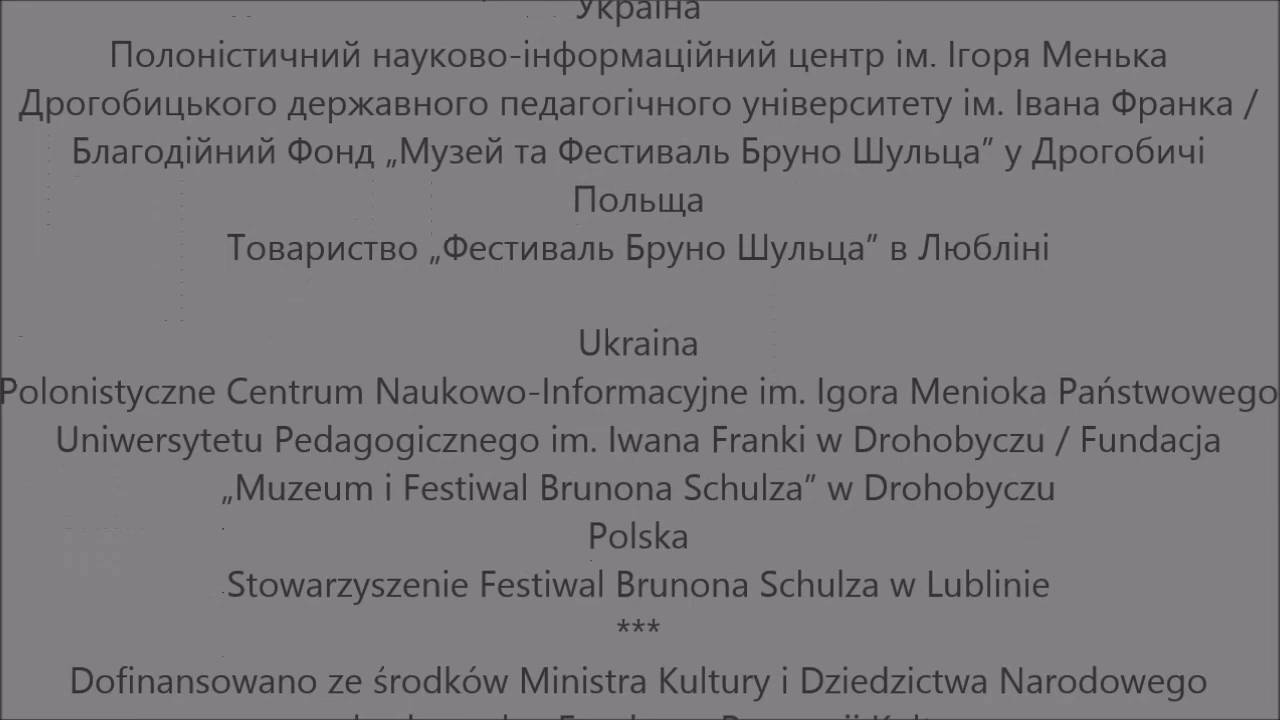 Україна
Полоністичний науково-інформаційний центр ім. Ігоря Менька
Дрогобицького державного педагогічного університету ім. Івана Франка /
Благодійний Фонд „Музей та Фестиваль Бруно Шульца” у Дрогобичі
Польща
Товариство „Фестиваль Бруно Шульца” в Любліні
Ukraina
Polonistyczne Centrum Naukowo-Informacyjne im. Igora Menioka Państwowego
Uniwersytetu Pedagogicznego im. Iwana Franki w Drohobyczu / Fundacja
„Muzeum i Festiwal Brunona Schulza” w Drohobyczu
Polska
Stowarzyszenie Festiwal Brunona Schulza w Lublinie
***
Dofinansowano ze środków Ministra Kultury i Dziedzictwa Narodowego